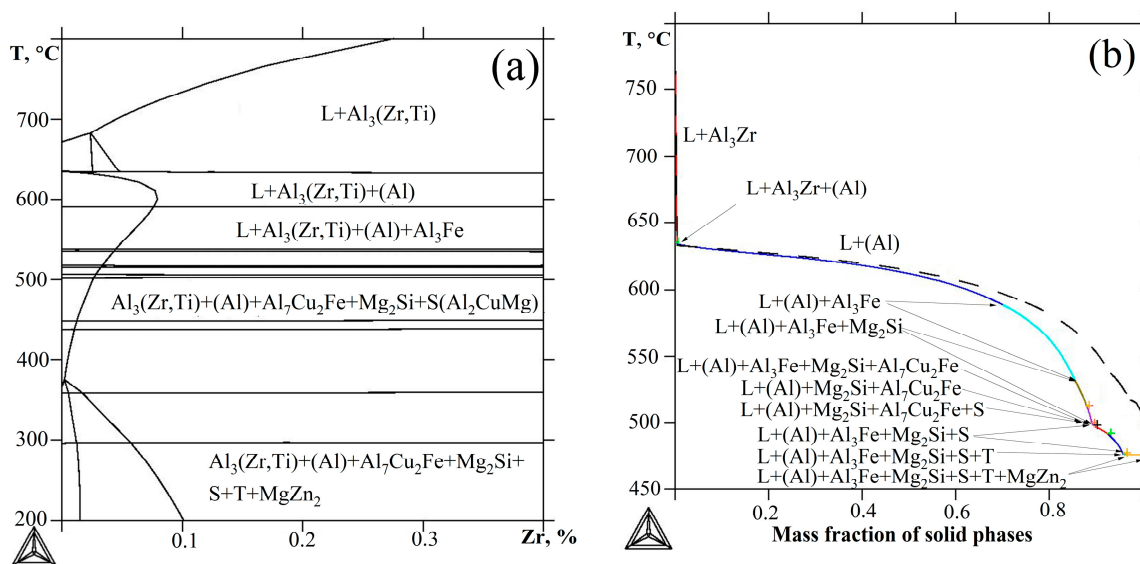 T, °C
(a)
700
600
500
400
300
200
L+Al₃(Zr,Ti)
L+Al₃(Zr,Ti)+(Al)
L+Al₃(Zr,Ti)+(Al)+Al₃Fe
Al₃(Zr,Ti)+(Al)+Al₇Cu₂Fe+Mg₂Si+S(Al₂CuMg)
Al₃(Zr,Ti)+(Al)+Al₇Cu₂Fe+Mg₂Si+
S+T+MgZn₂
0.1
0.2
0.3
Zr, %
T, °C
(b)
750
700
650
600
550
500
450
L+Al₃Zr
L+Al₃Zr+(Al)
L+(Al)
L+(Al)+Al₃Fe
L+(Al)+Al₃Fe+Mg₂Si
L+(Al)+Al₃Fe+Mg₂Si+Al₇Cu₂Fe
L+(Al)+Mg₂Si+Al₇Cu₂Fe
L+(Al)+Mg₂Si+Al₇Cu₂Fe+S
L+(Al)+Al₃Fe+Mg₂Si+S
L+(Al)+Al₃Fe+Mg₂Si+S+T
L+(Al)+Al₃Fe+Mg₂Si+S+T+MgZn₂
0.2
0.4
0.6
0.8
Mass fraction of solid phases